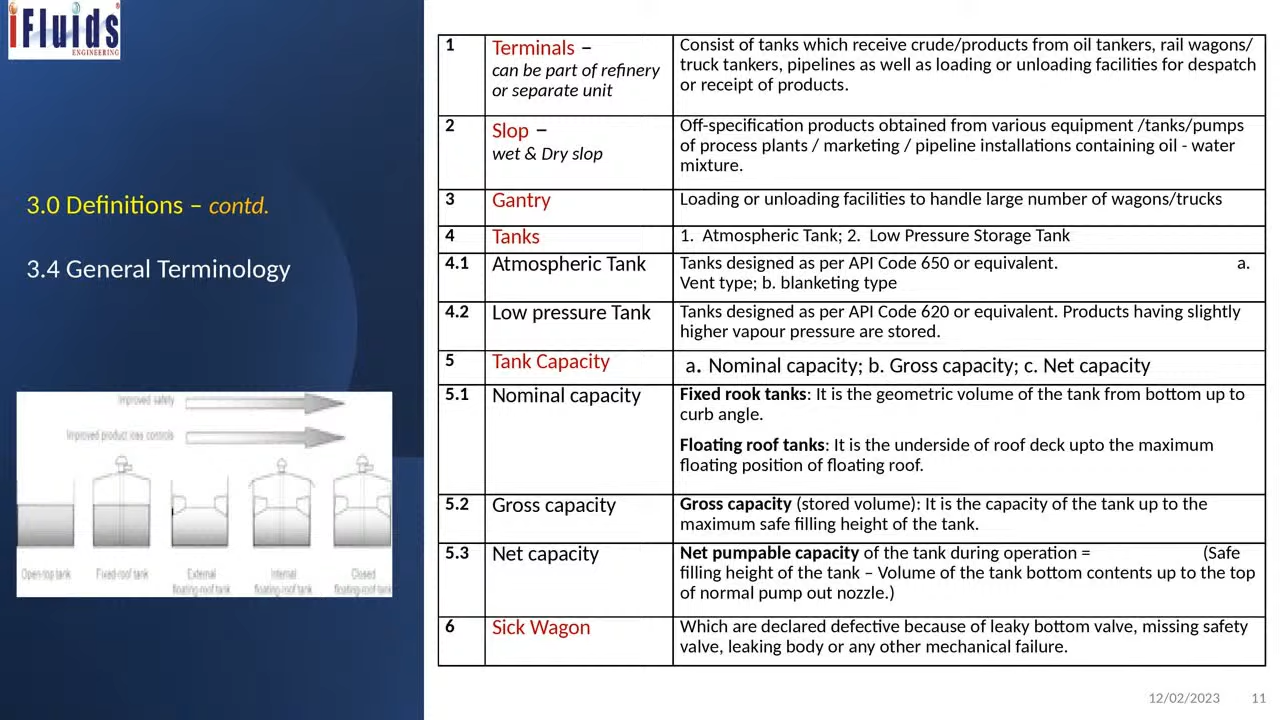 iFluids
ENGINEERING
3.0 Definitions – contd.
3.4 General Terminology
Improved safety
Improved product loss controls
Open-top tank
Fixed-roof tank
External
floating-roof tank
Internal
floating-roof tank
Closed
floating-roof tank
1
Terminals –
can be part of refinery
or separate unit
Consist of tanks which receive crude/products from oil tankers, rail wagons/
truck tankers, pipelines as well as loading or unloading facilities for despatch
or receipt of products.
2
Slop –
wet & Dry slop
Off-specification products obtained from various equipment /tanks/pumps
of process plants / marketing / pipeline installations containing oil - water
mixture.
3
Gantry
Loading or unloading facilities to handle large number of wagons/trucks
4
Tanks
1. Atmospheric Tank; 2. Low Pressure Storage Tank
4.1
Atmospheric Tank
Tanks designed as per API Code 650 or equivalent. a.
Vent type; b. blanketing type
4.2
Low pressure Tank
Tanks designed as per API Code 620 or equivalent. Products having slightly
higher vapour pressure are stored.
5
Tank Capacity
a. Nominal capacity; b. Gross capacity; c. Net capacity
5.1
Nominal capacity
Fixed rook tanks: It is the geometric volume of the tank from bottom up to
curb angle.
Floating roof tanks: It is the underside of roof deck upto the maximum
floating position of floating roof.
5.2
Gross capacity
Gross capacity (stored volume): It is the capacity of the tank up to the
maximum safe filling height of the tank.
5.3
Net capacity
Net pumpable capacity of the tank during operation = (Safe
filling height of the tank – Volume of the tank bottom contents up to the top
of normal pump out nozzle.)
6
Sick Wagon
Which are declared defective because of leaky bottom valve, missing safety
valve, leaking body or any other mechanical failure.
12/02/2023
11